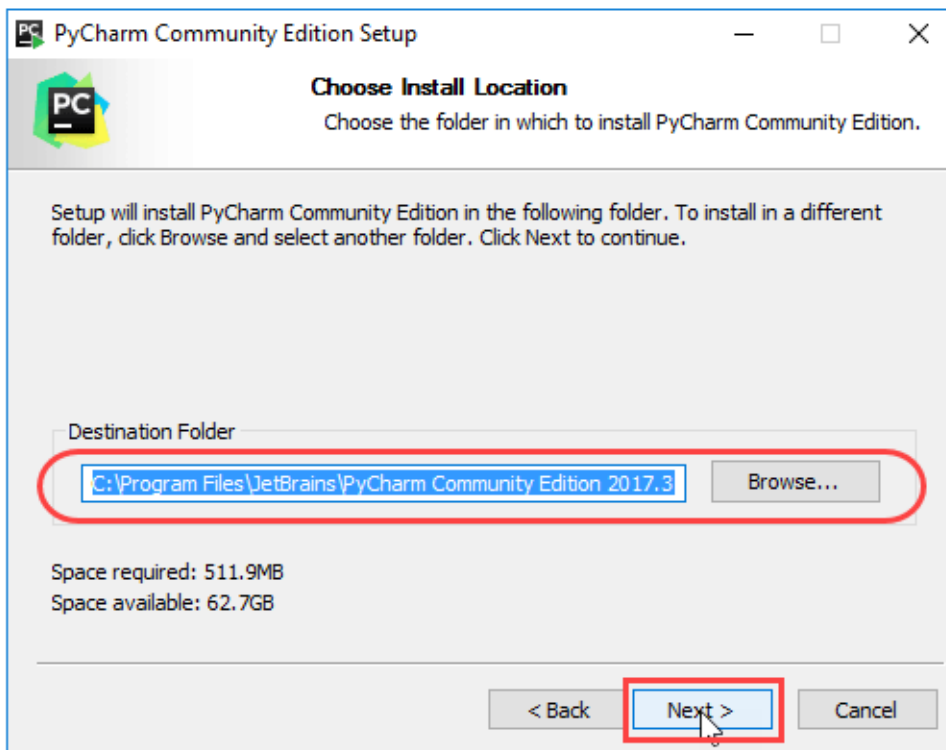 PC PyCharm Community Edition Setup
PC
Choose Install Location
Choose the folder in which to install PyCharm Community Edition.
Setup will install PyCharm Community Edition in the following folder. To install in a different
folder, click Browse and select another folder. Click Next to continue.
Destination Folder
C:\Program Files\JetBrains\PyCharm Community Edition 2017.3
Browse...
Space required: 511.9MB
Space available: 62.7GB
< Back
Next >
Cancel